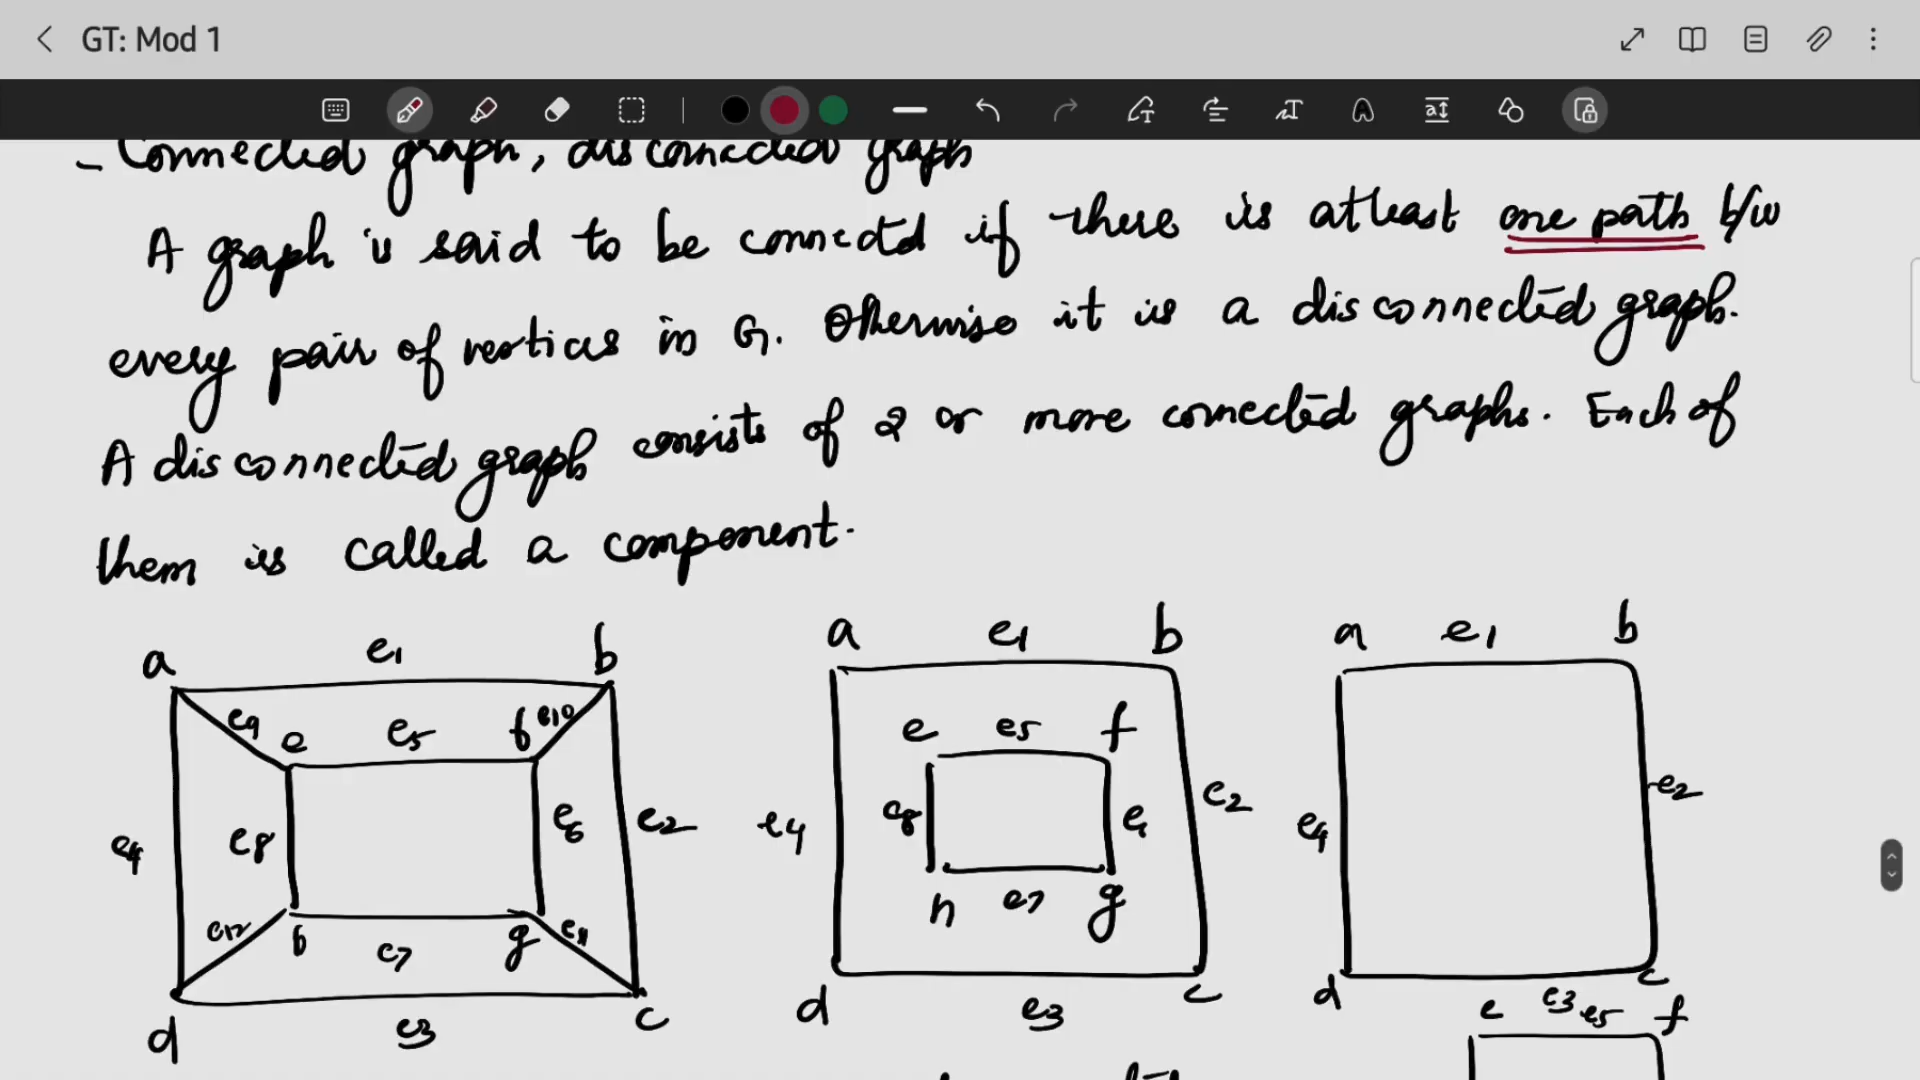 GT: Mod 1
- Connected graph, disconnected graph
A graph is said to be connected if there is atleast one path b/w
every pair of vertices in G. Otherwise it is a disconnected graph.
A disconnected graph consists of 2 or more connected graphs. Each of
them is called a component.
a e1 b
e9 e e5 f e10
e4 e8 e6 e2
e12 e7 g e11
d e3 c
a e1 b
e e5 f
e4 e8 e2
h e7 g
d e3 c
a e1 b
e4 e2
d e3 c
e e5 f